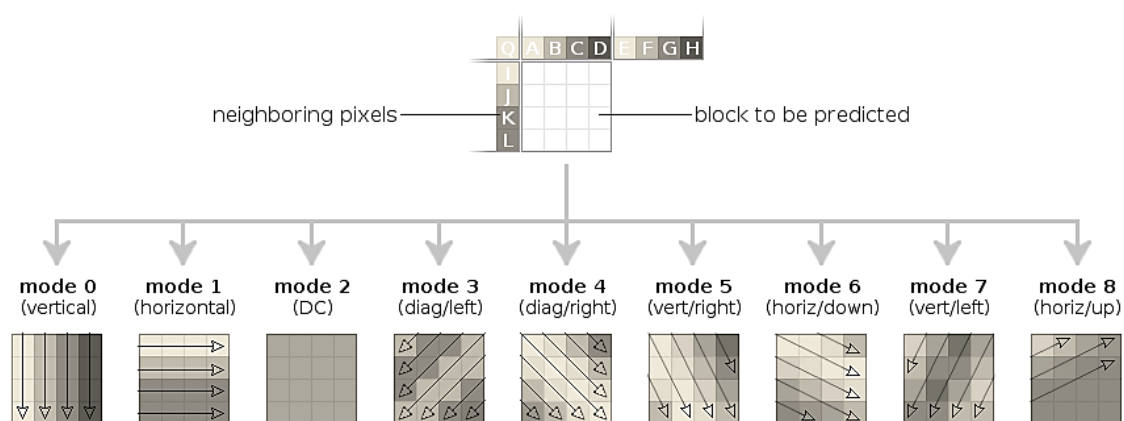 Q A B C D E F G H
I
J
K
L
neighboring pixels
block to be predicted
mode 0
(vertical)
mode 1
(horizontal)
mode 2
(DC)
mode 3
(diag/left)
mode 4
(diag/right)
mode 5
(vert/right)
mode 6
(horiz/down)
mode 7
(vert/left)
mode 8
(horiz/up)